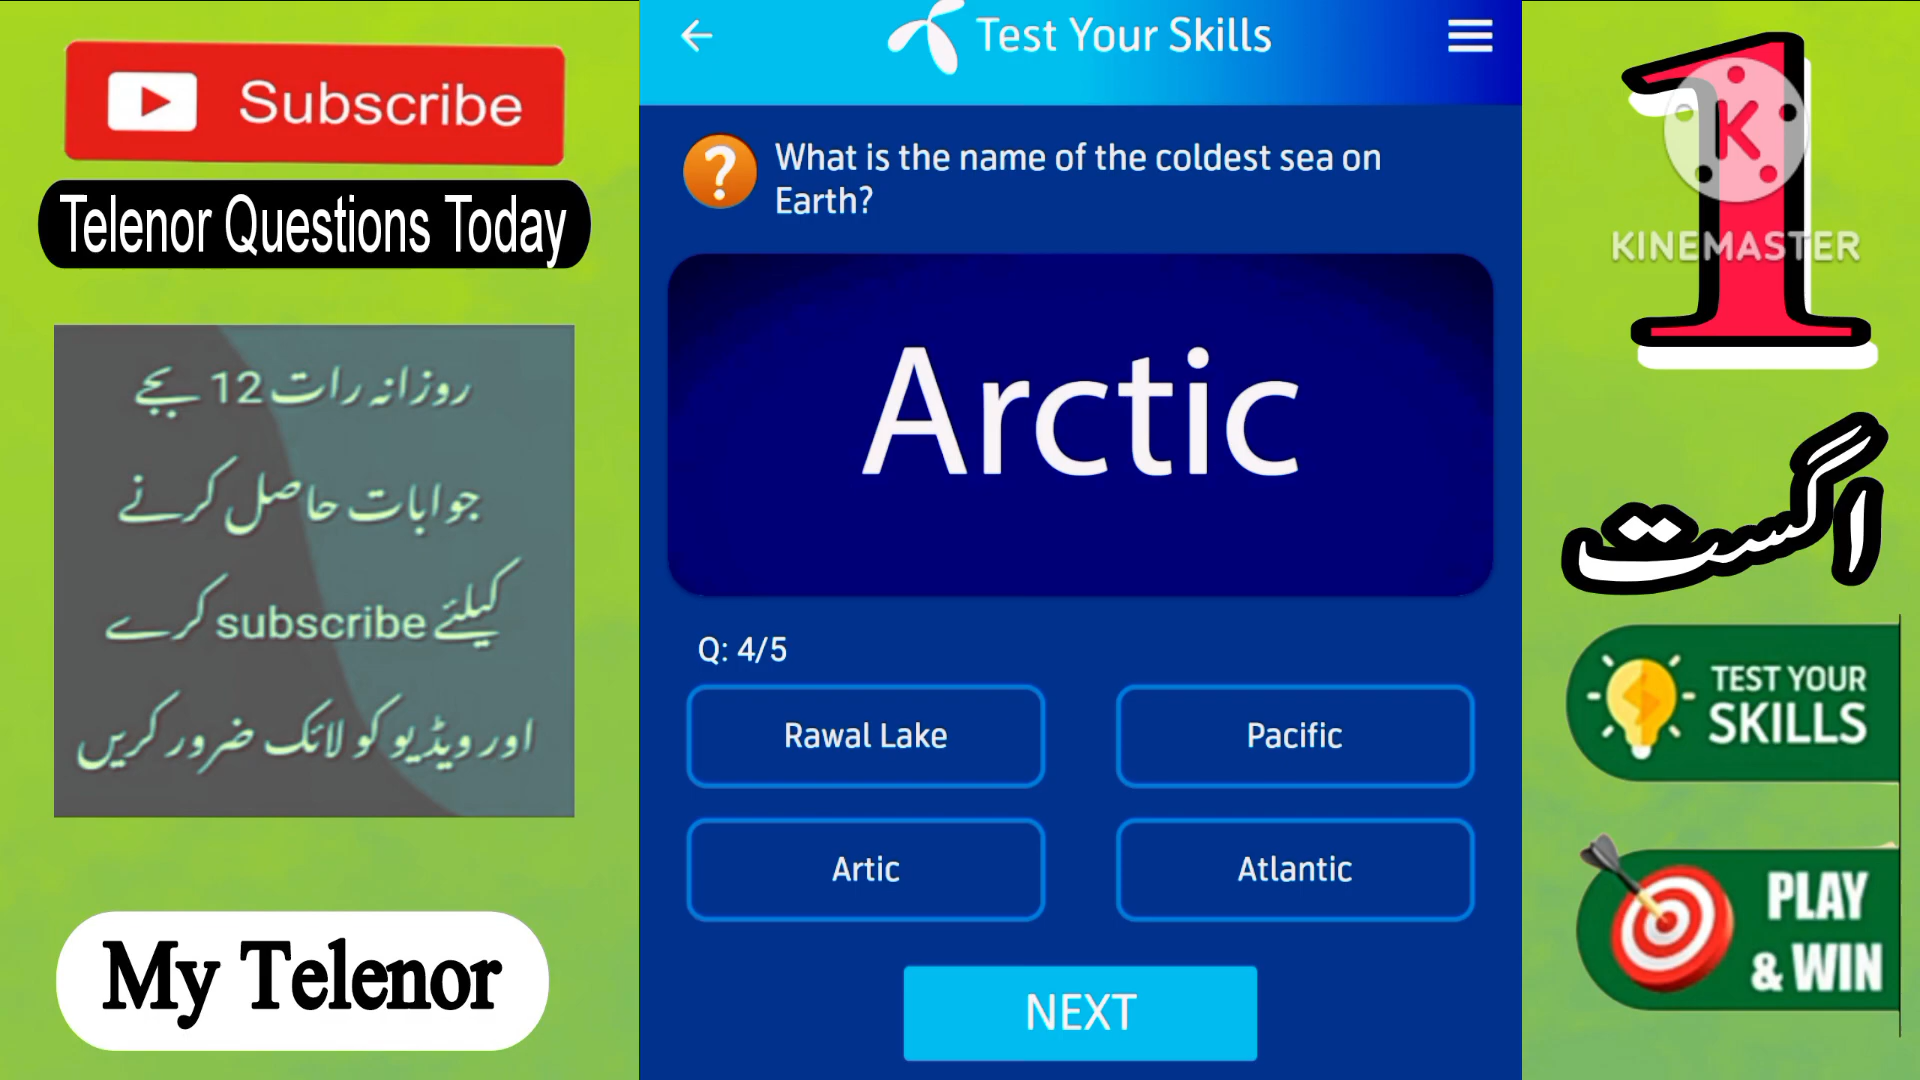 Subscribe
Telenor Questions Today
روزانہ رات 12 بجے
جوابات حاصل کرنے
کیلئے subscribe کرے
اور ویڈیو کو لائک ضرور کریں
My Telenor
Test Your Skills
?
What is the name of the coldest sea on
Earth?
Arctic
Q: 4/5
Rawal Lake
Pacific
Artic
Atlantic
NEXT
1
K
KINEMASTER
اگست
TEST YOUR
SKILLS
PLAY
& WIN